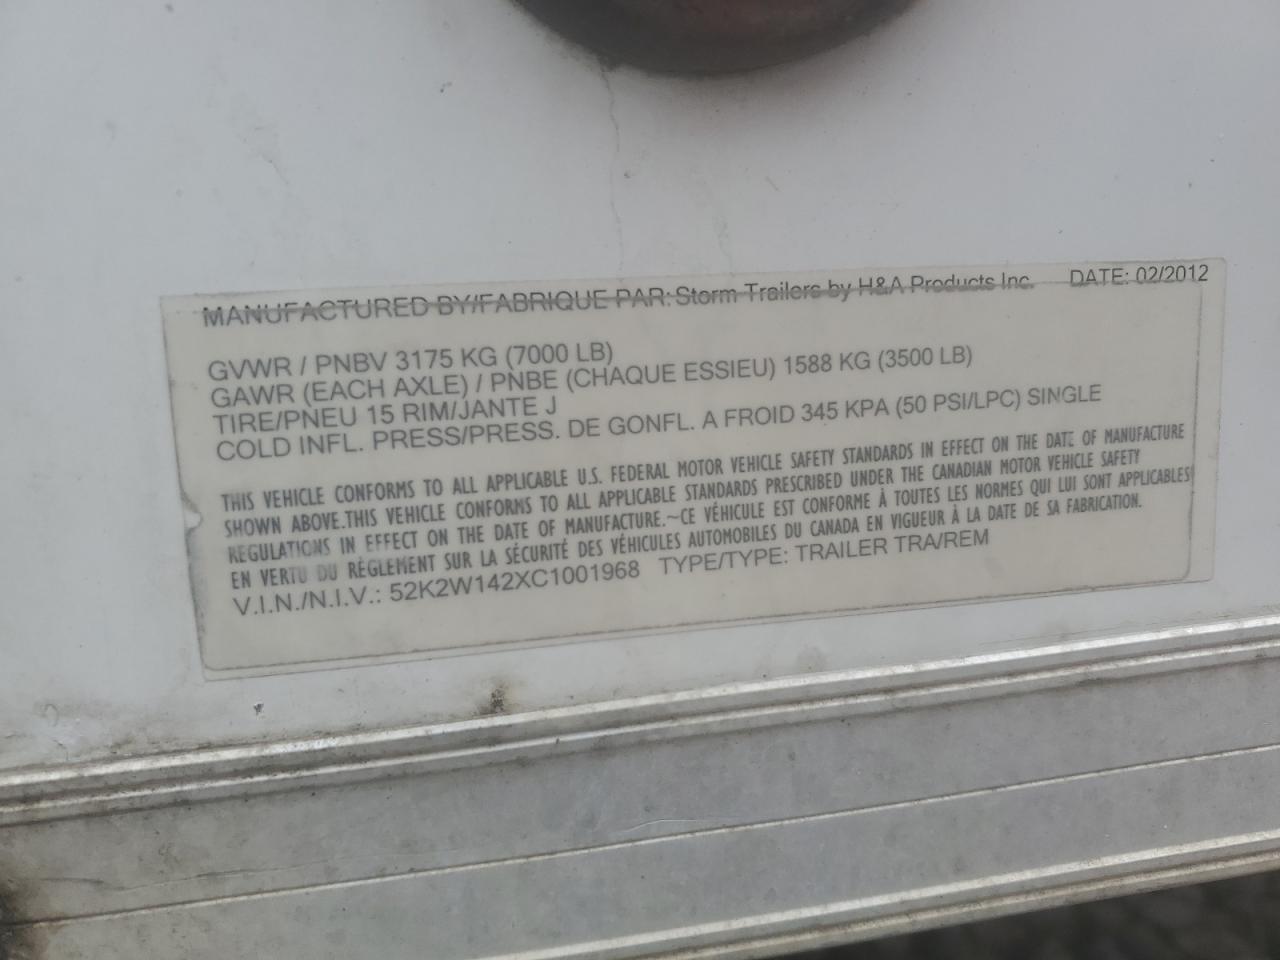 MANUFACTURED BY/FABRIQUE PAR: Storm Trailers by H&A Products Inc. DATE: 02/2012
GVWR / PNBV 3175 KG (7000 LB)
GAWR (EACH AXLE) / PNBE (CHAQUE ESSIEU) 1588 KG (3500 LB)
TIRE/PNEU 15 RIM/JANTE J
COLD INFL. PRESS/PRESS. DE GONFL. A FROID 345 KPA (50 PSI/LPC) SINGLE
THIS VEHICLE CONFORMS TO ALL APPLICABLE U.S. FEDERAL MOTOR VEHICLE SAFETY STANDARDS IN EFFECT ON THE DATE OF MANUFACTURE
SHOWN ABOVE.THIS VEHICLE CONFORMS TO ALL APPLICABLE STANDARDS PRESCRIBED UNDER THE CANADIAN MOTOR VEHICLE SAFETY
REGULATIONS IN EFFECT ON THE DATE OF MANUFACTURE.~CE VÉHICULE EST CONFORME À TOUTES LES NORMES QUI LUI SONT APPLICABLES
EN VERTU DU RÈGLEMENT SUR LA SÉCURITÉ DES VÉHICULES AUTOMOBILES DU CANADA EN VIGUEUR À LA DATE DE SA FABRICATION.
V.I.N./N.I.V.: 52K2W142XC1001968 TYPE/TYPE: TRAILER TRA/REM